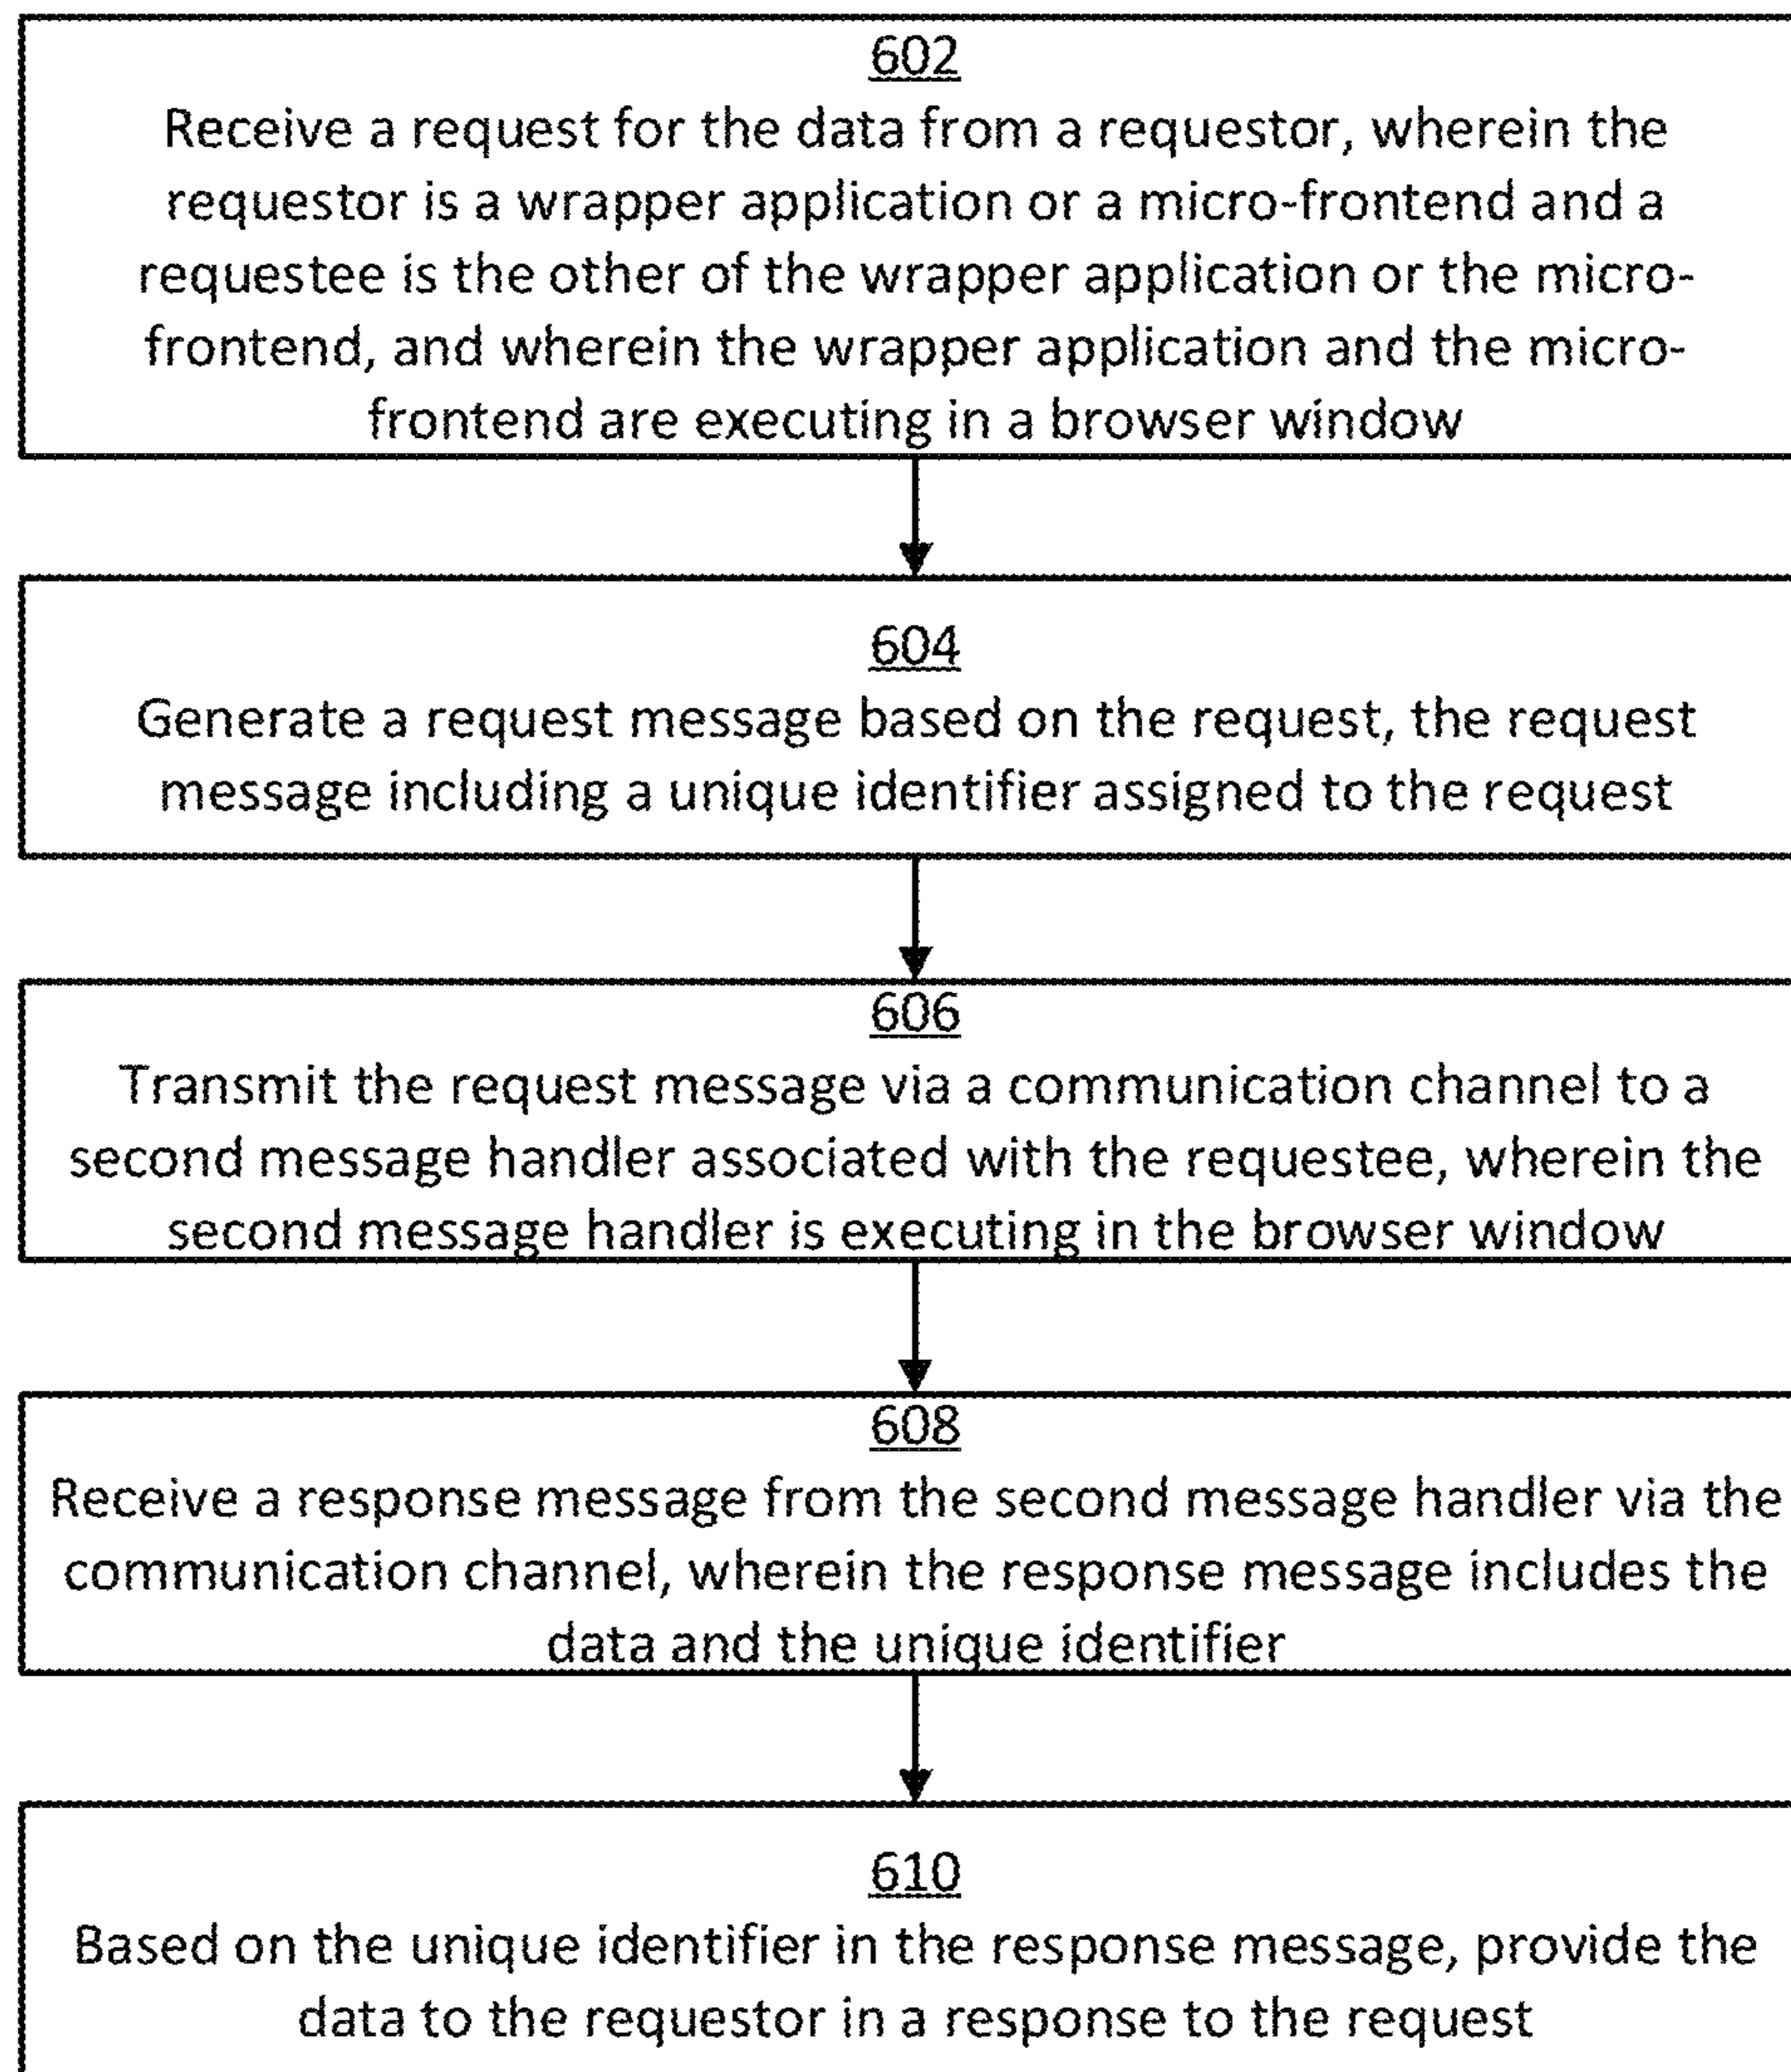 602
Receive a request for the data from a requestor, wherein the
requestor is a wrapper application or a micro-frontend and a
requestee is the other of the wrapper application or the micro-
frontend, and wherein the wrapper application and the micro-
frontend are executing in a browser window
604
Generate a request message based on the request, the request
message including a unique identifier assigned to the request
606
Transmit the request message via a communication channel to a
second message handler associated with the requestee, wherein the
second message handler is executing in the browser window
608
Receive a response message from the second message handler via the
communication channel, wherein the response message includes the
data and the unique identifier
610
Based on the unique identifier in the response message, provide the
data to the requestor in a response to the request